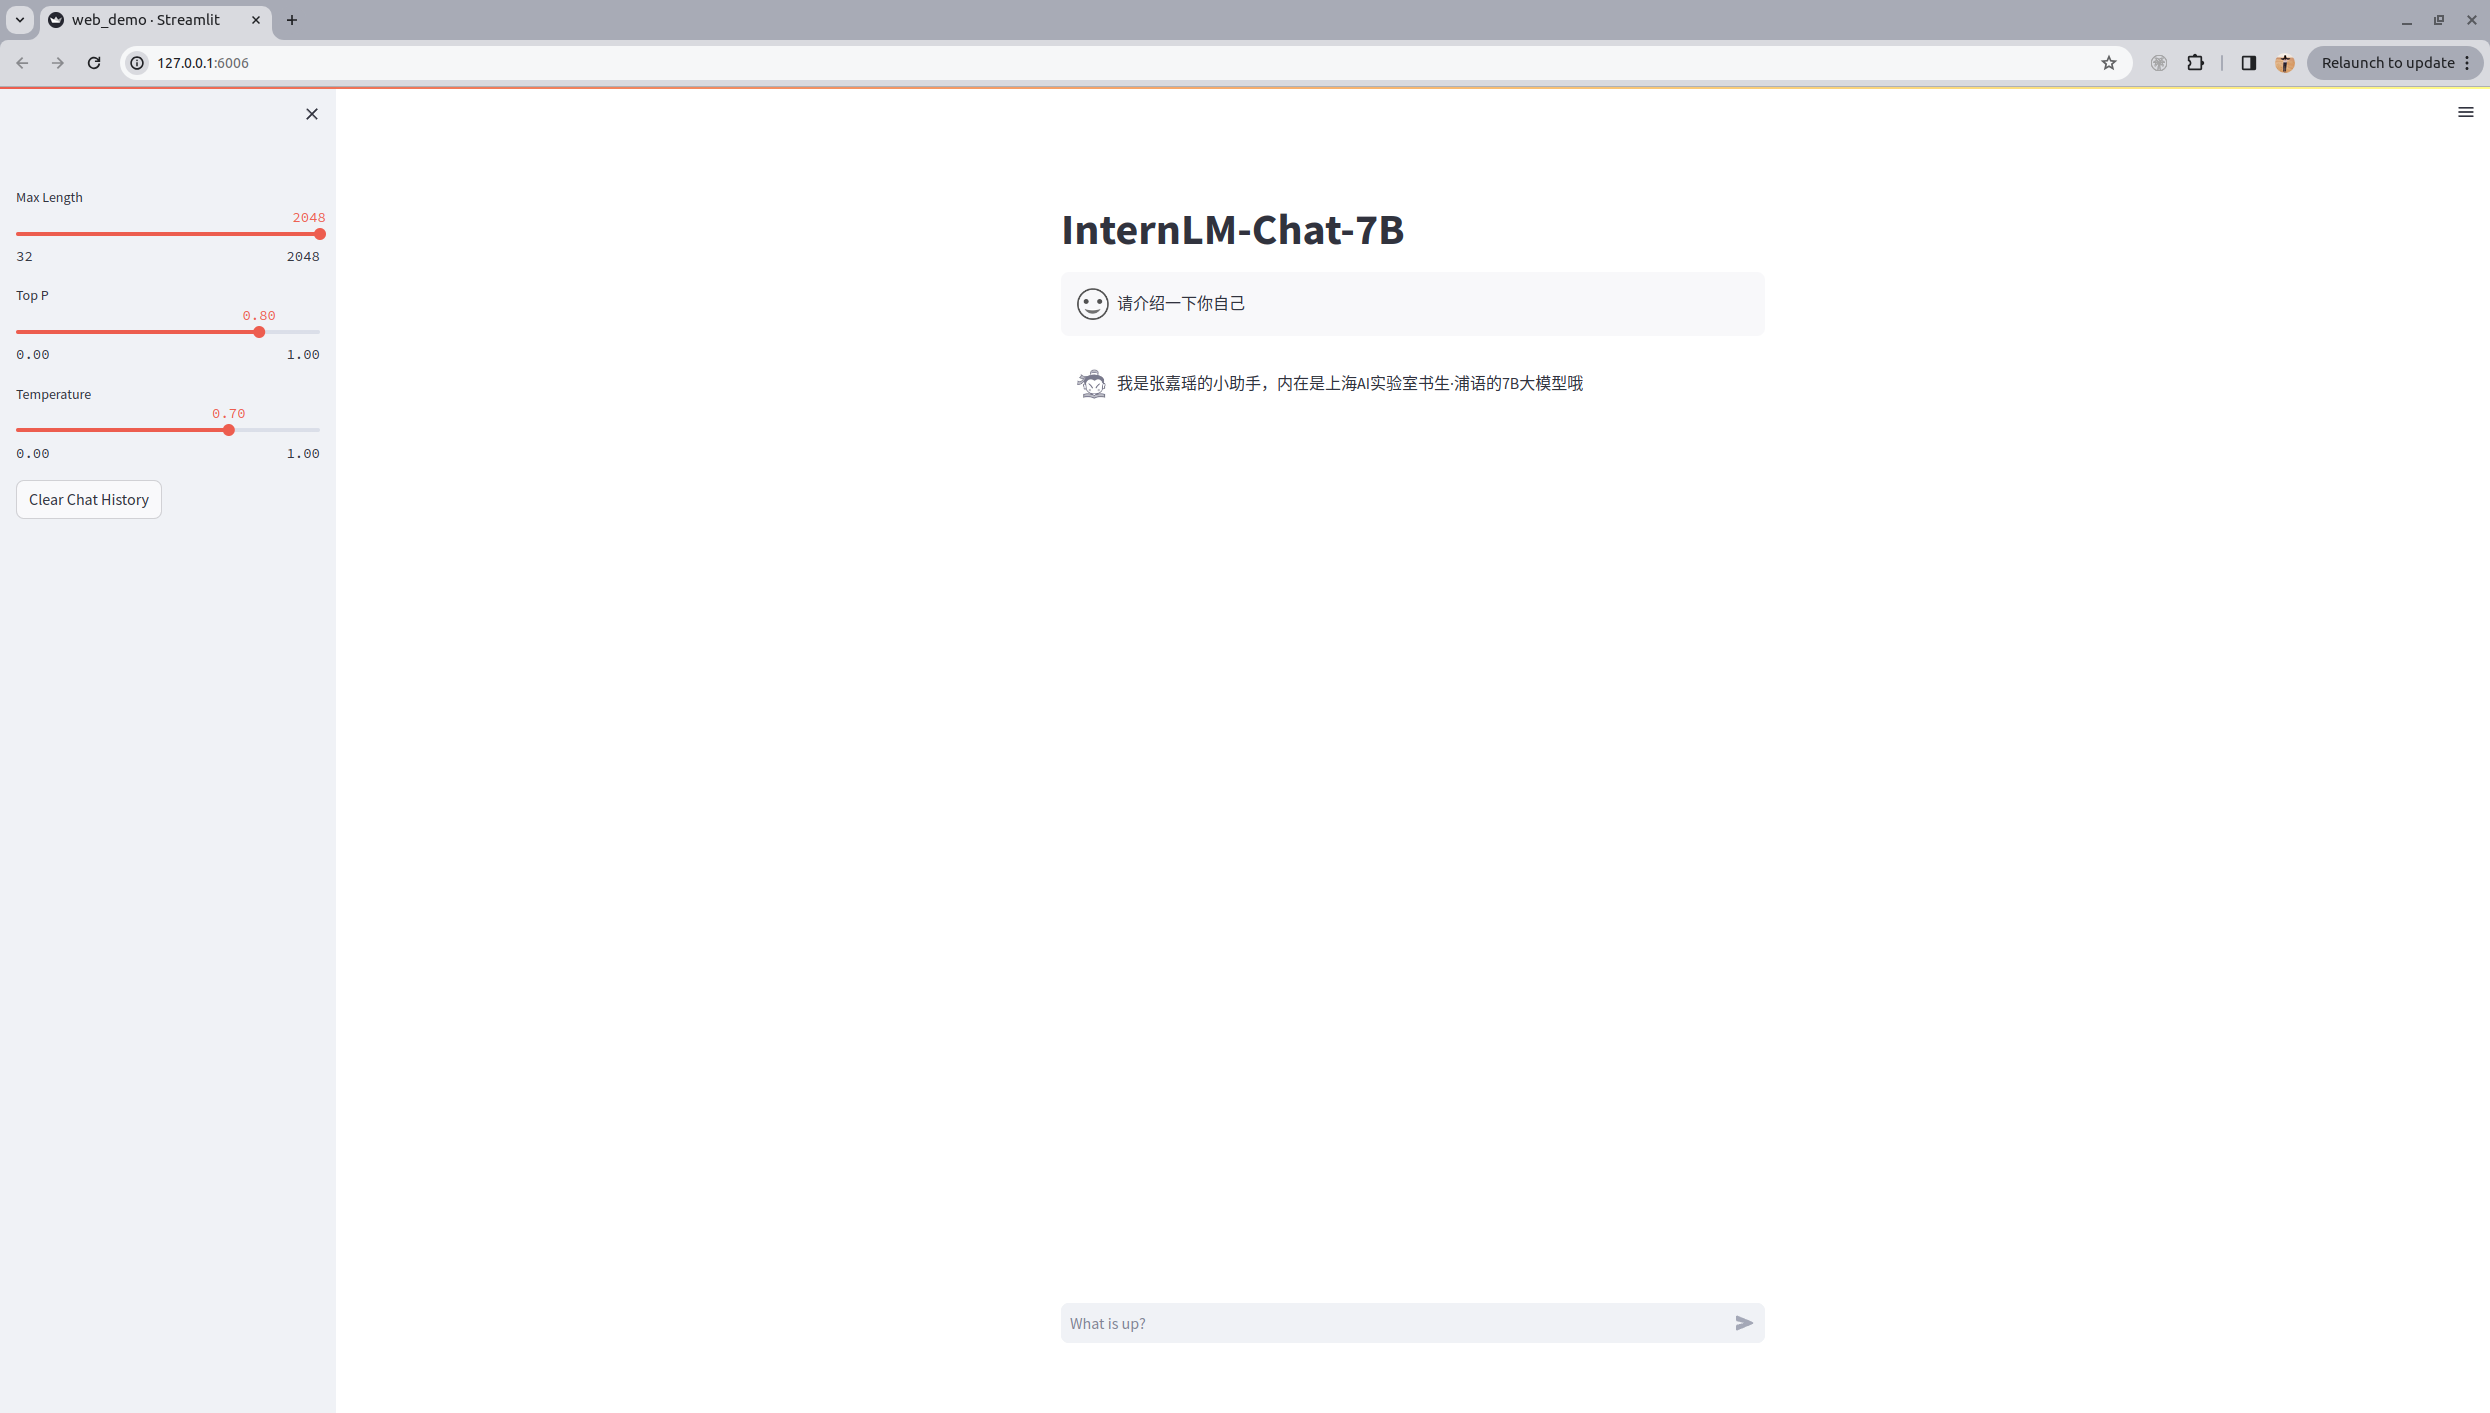 web_demo · Streamlit
127.0.0.1:6006
Relaunch to update
Max Length
2048
32 2048
Top P
0.80
0.00 1.00
Temperature
0.70
0.00 1.00
Clear Chat History
InternLM-Chat-7B
请介绍一下你自己
我是张嘉瑶的小助手，内在是上海AI实验室书生·浦语的7B大模型哦
What is up?